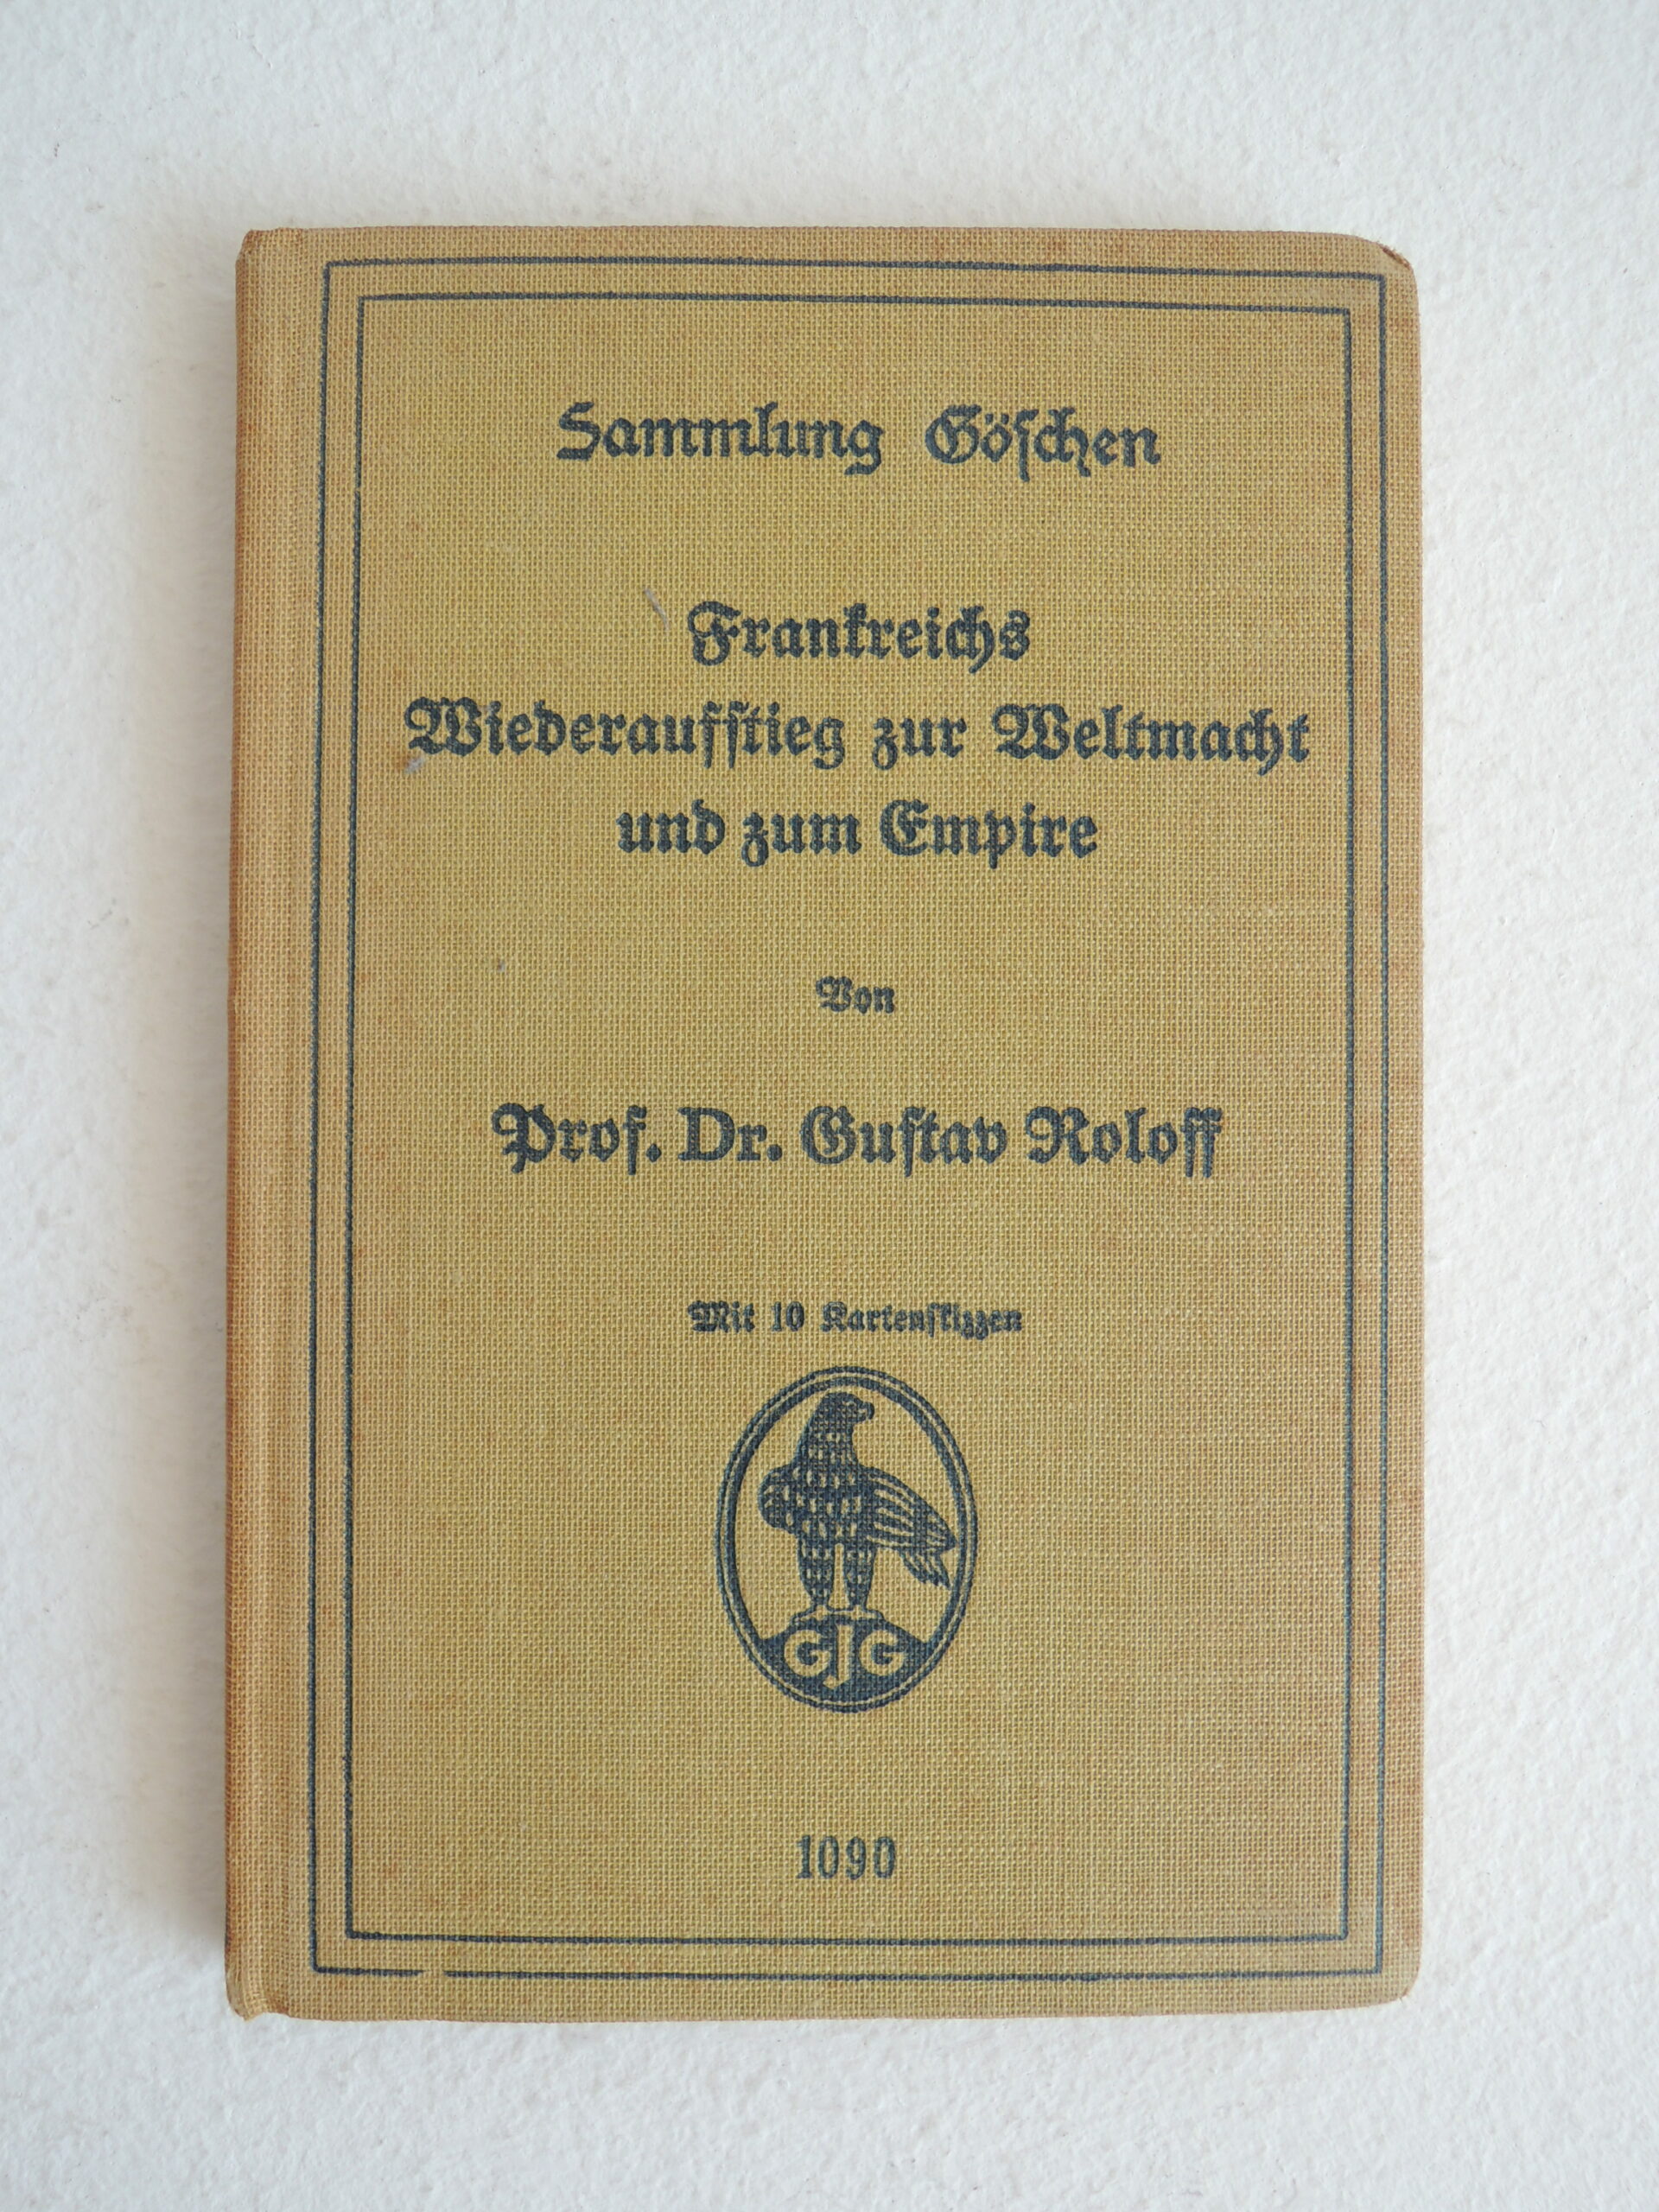 Sammlung Göschen
Frankreichs
Wiederaufstieg zur Weltmacht
und zum Empire
Von
Prof. Dr. Gustav Roloff
Mit 10 Kartenskizzen
GJG
1090